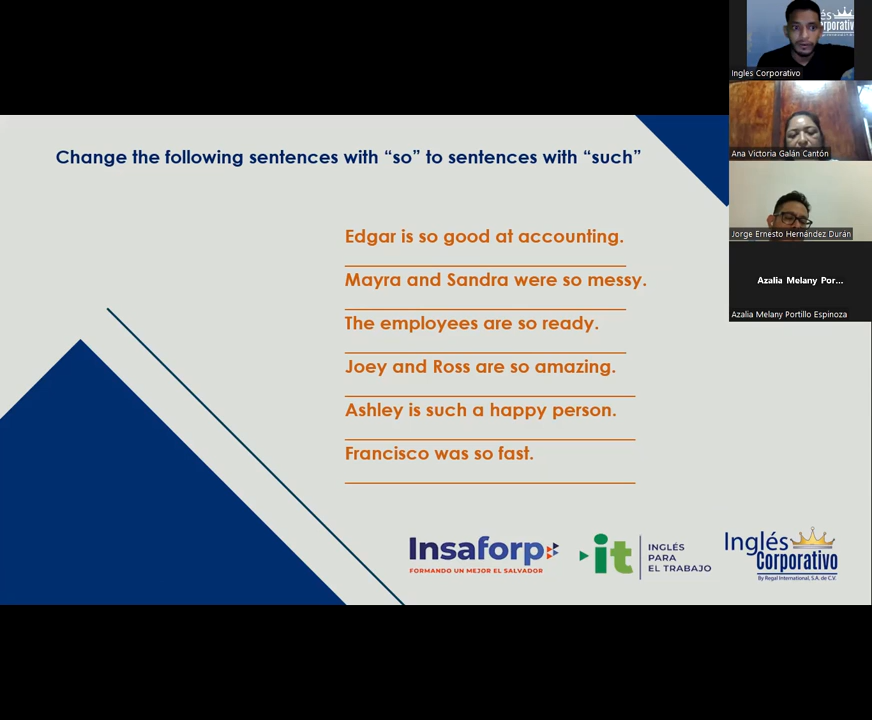 Change the following sentences with “so” to sentences with “such”
Edgar is so good at accounting.
Mayra and Sandra were so messy.
The employees are so ready.
Joey and Ross are so amazing.
Ashley is such a happy person.
Francisco was so fast.
Insaforp
FORMANDO UN MEJOR EL SALVADOR
it
INGLÉS
PARA
EL TRABAJO
Inglés
Corporativo
By Regal International, S.A. de C.V.
és
rporativo
Ingles Corporativo
Ana Victoria Galán Cantón
Jorge Ernesto Hernández Durán
Azalia Melany Por...
Azalia Melany Portillo Espinoza